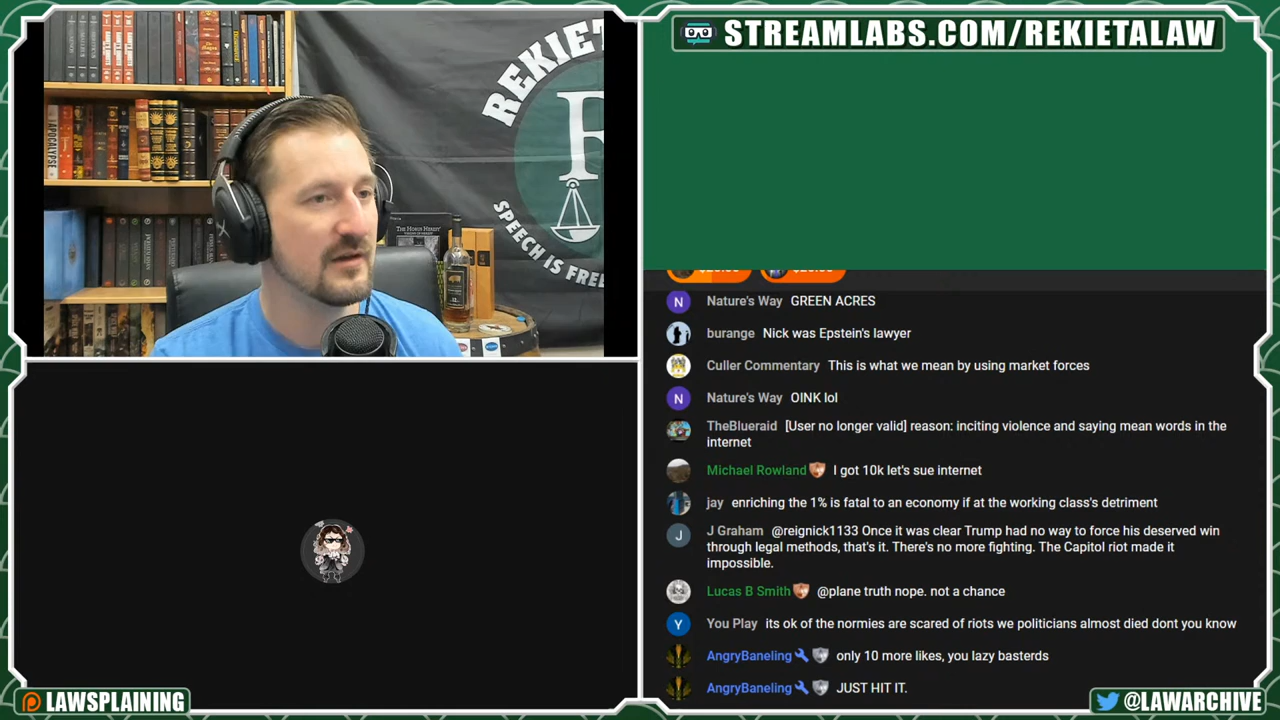 STREAMLABS.COM/REKIETALAW
REKIET
SPEECH IS FREE
APOCALYPSE
THE HORUS HERESY
Nature's Way GREEN ACRES
burange Nick was Epstein's lawyer
Culler Commentary This is what we mean by using market forces
Nature's Way OINK lol
TheBlueraid [User no longer valid] reason: inciting violence and saying mean words in the
internet
Michael Rowland I got 10k let's sue internet
jay enriching the 1% is fatal to an economy if at the working class's detriment
J Graham @reignick1133 Once it was clear Trump had no way to force his deserved win
through legal methods, that's it. There's no more fighting. The Capitol riot made it
impossible.
Lucas B Smith @plane truth nope. not a chance
You Play its ok of the normies are scared of riots we politicians almost died dont you know
AngryBaneling only 10 more likes, you lazy basterds
AngryBaneling JUST HIT IT.
LAWSPLAINING
@LAWARCHIVE